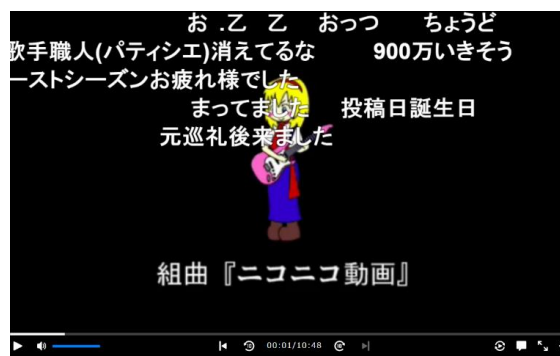 お .乙 乙 おっつ ちょうど
歌手職人(パティシエ)消えてるな 900万いきそう
ーストシーズンお疲れ様でした
まってました 投稿日誕生日
元巡礼後来ました
組曲『ニコニコ動画』
00:01/10:48